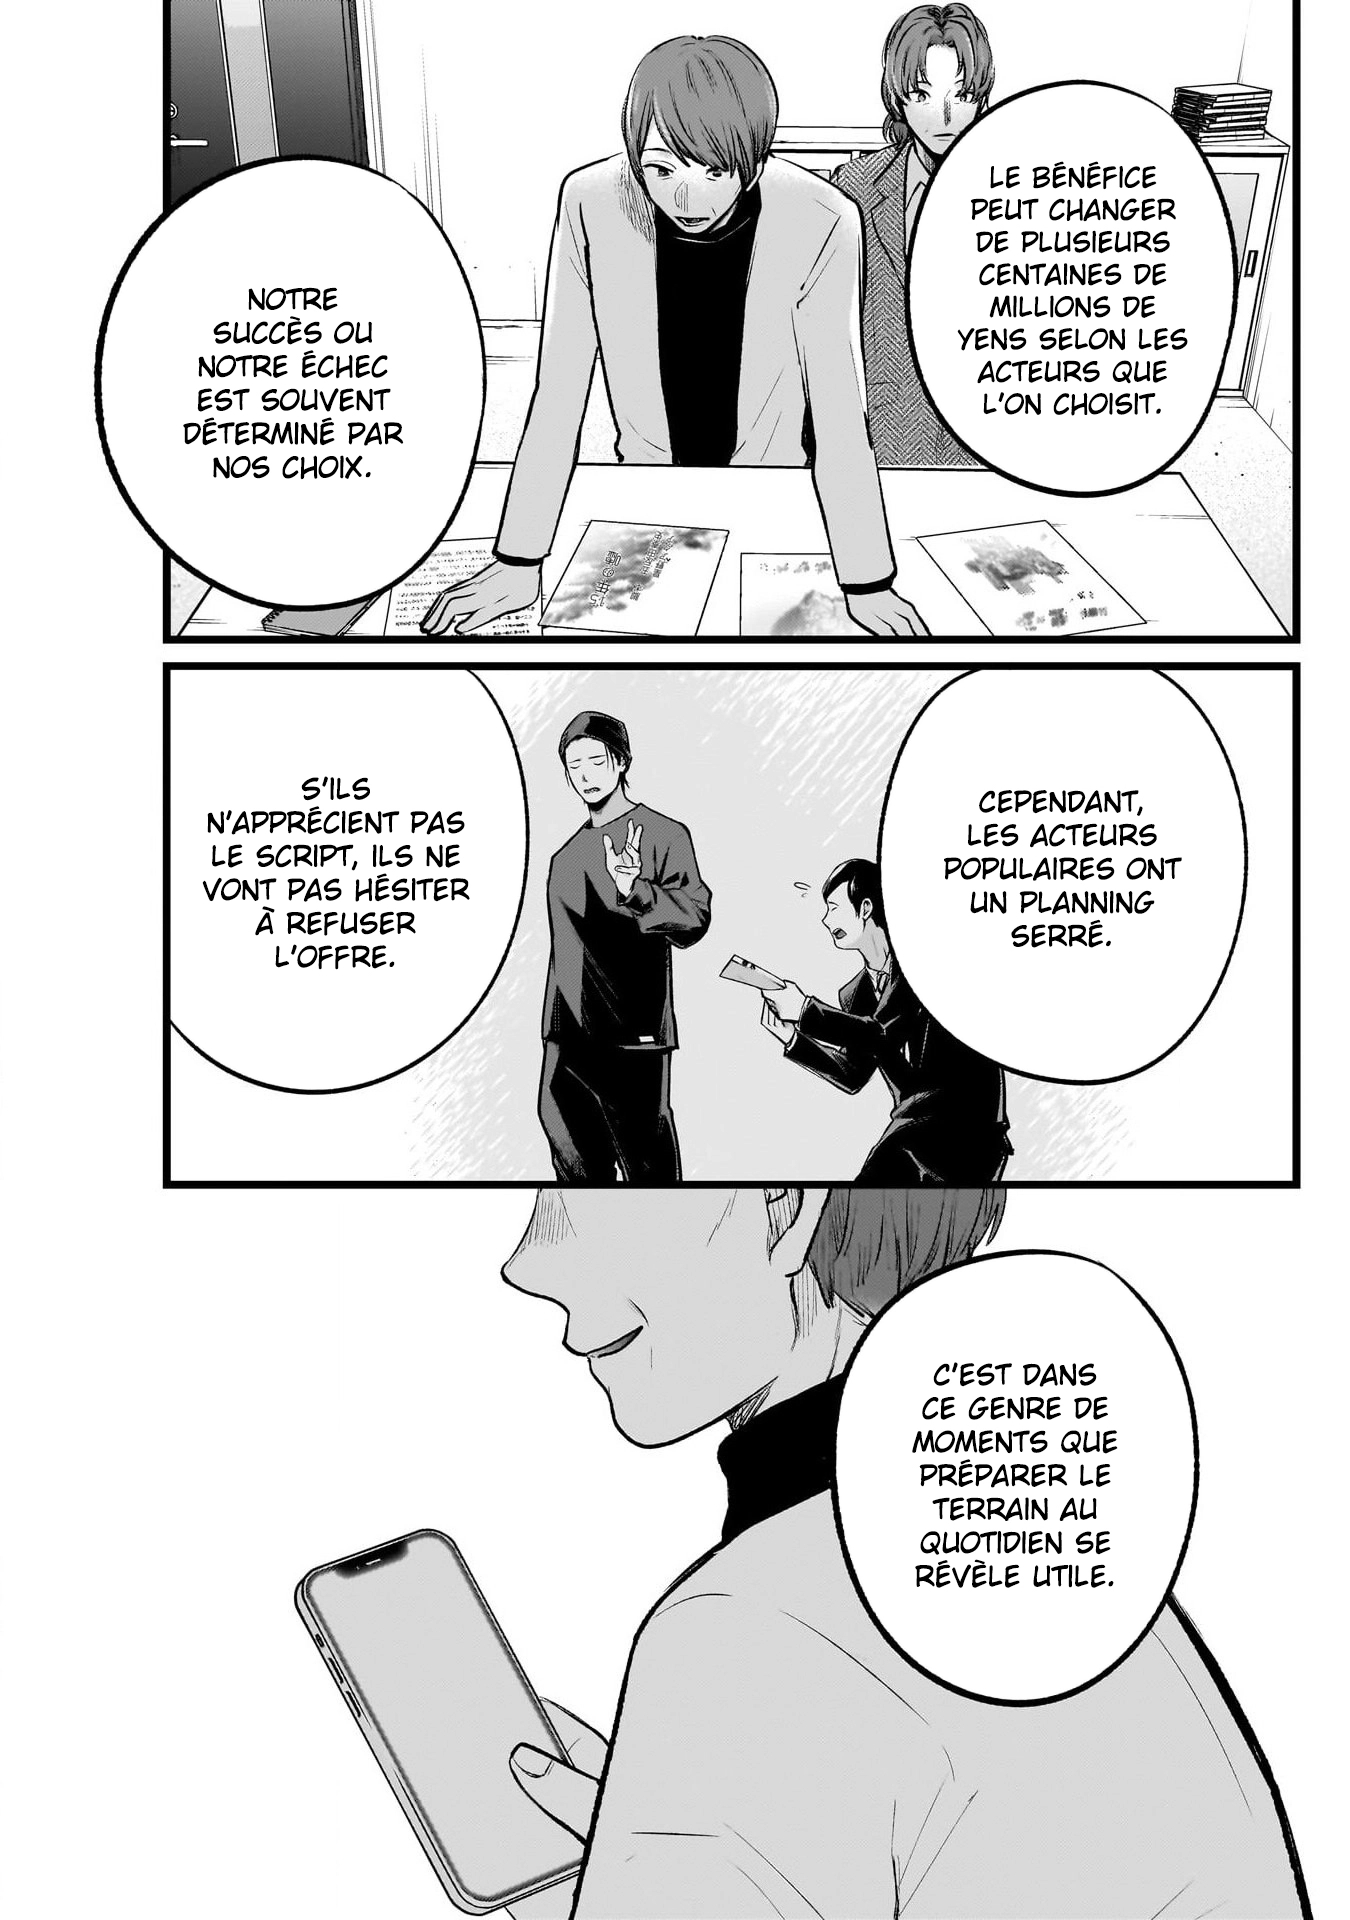 LE BÉNÉFICE
PEUT CHANGER
DE PLUSIEURS
CENTAINES DE
MILLIONS DE
YENS SELON LES
ACTEURS QUE
L'ON CHOISIT.
NOTRE
SUCCÈS OU
NOTRE ÉCHEC
EST SOUVENT
DÉTERMINÉ PAR
NOS CHOIX.
CEPENDANT,
LES ACTEURS
POPULAIRES ONT
UN PLANNING
SERRÉ.
S'ILS
N'APPRÉCIENT PAS
LE SCRIPT, ILS NE
VONT PAS HÉSITER
À REFUSER
L'OFFRE.
C'EST DANS
CE GENRE DE
MOMENTS QUE
PRÉPARER LE
TERRAIN AU
QUOTIDIEN SE
RÉVÈLE UTILE.